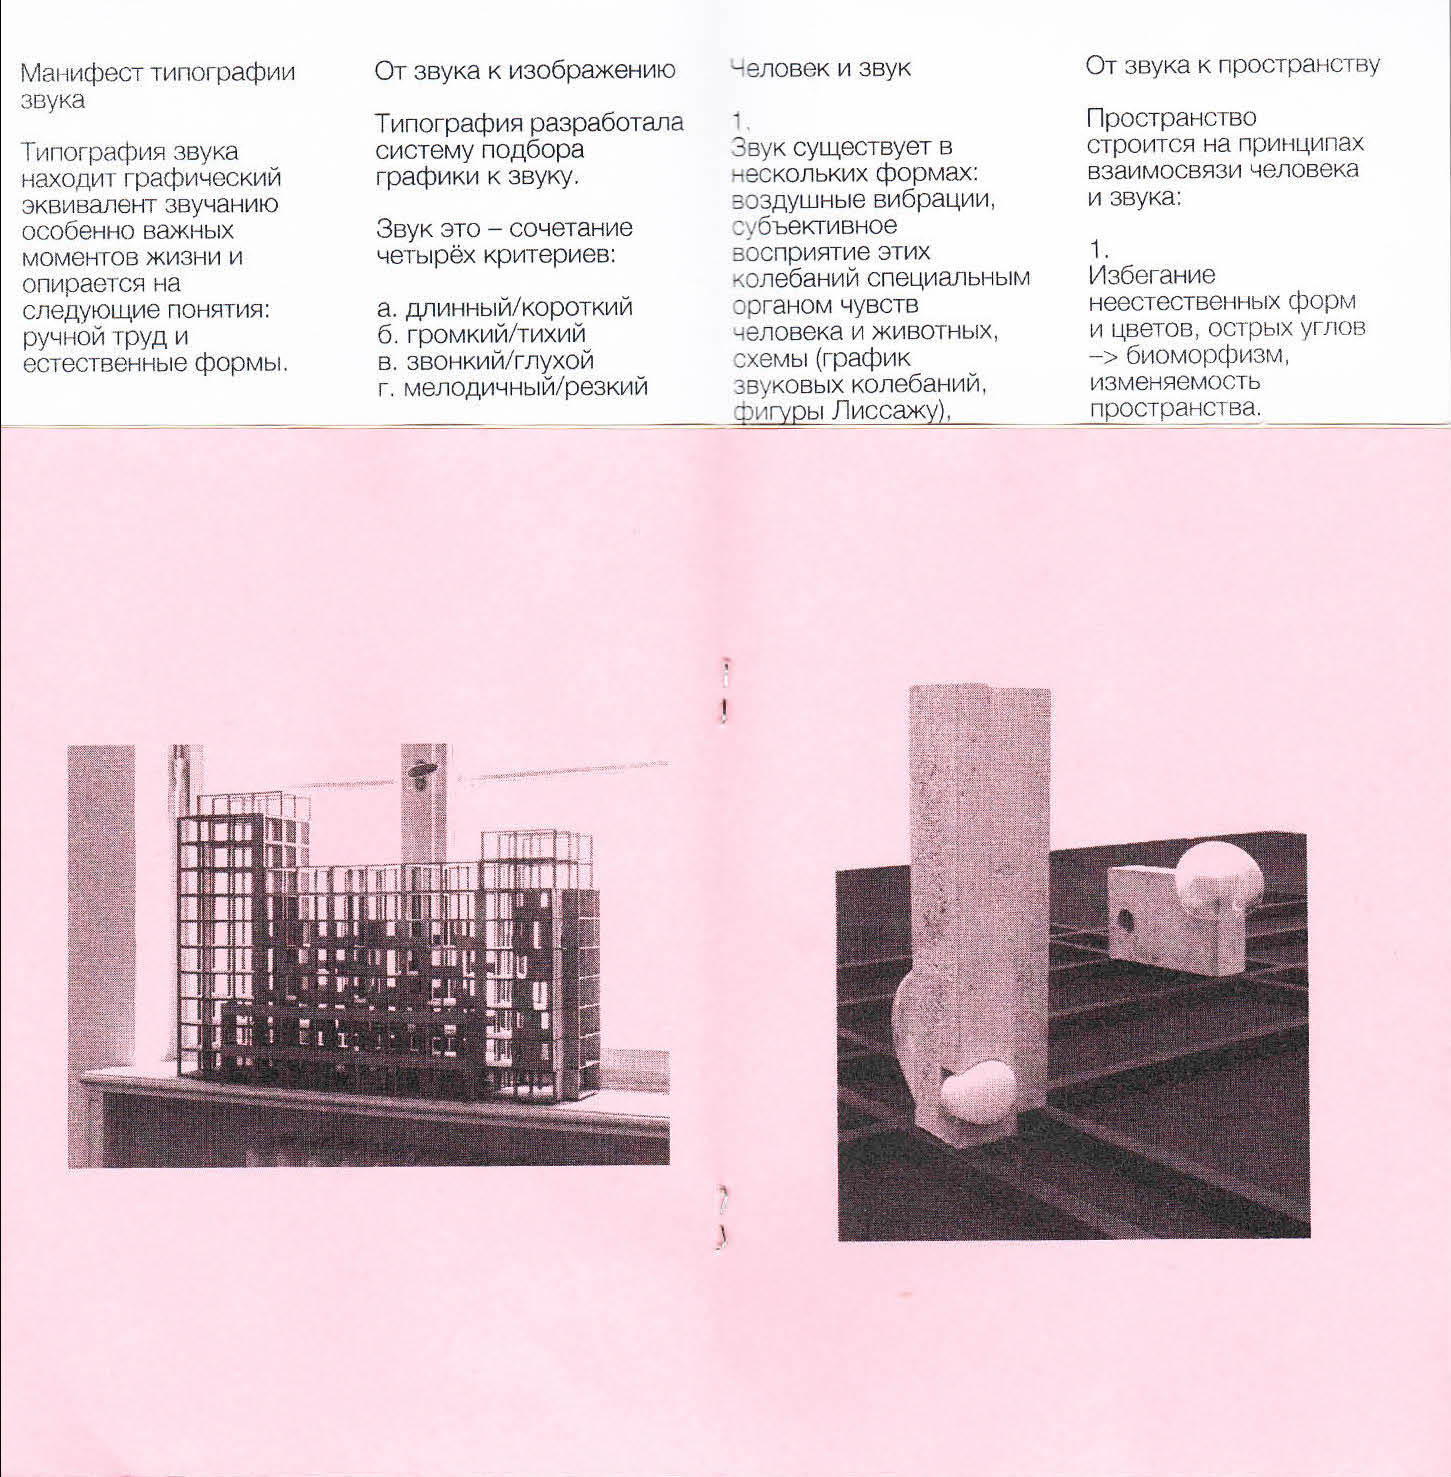 Манифест типографии
звука
Типография звука
находит графический
эквивалент звучанию
особенно важных
моментов жизни и
опирается на
следующие понятия:
ручной труд и
естественные формы.
От звука к изображению
Типография разработала
систему подбора
графики к звуку.
Звук это – сочетание
четырёх критериев:
а. длинный/короткий
б. громкий/тихий
в. звонкий/глухой
г. мелодичный/резкий
Человек и звук
1.
Звук существует в
нескольких формах:
воздушные вибрации,
субъективное
восприятие этих
колебаний специальным
органом чувств
человека и животных,
схемы (график
звуковых колебаний,
фигуры Лиссажу),
От звука к пространству
Пространство
строится на принципах
взаимосвязи человека
и звука:
1.
Избегание
неестественных форм
и цветов, острых углов
–> биоморфизм,
изменяемость
пространства.